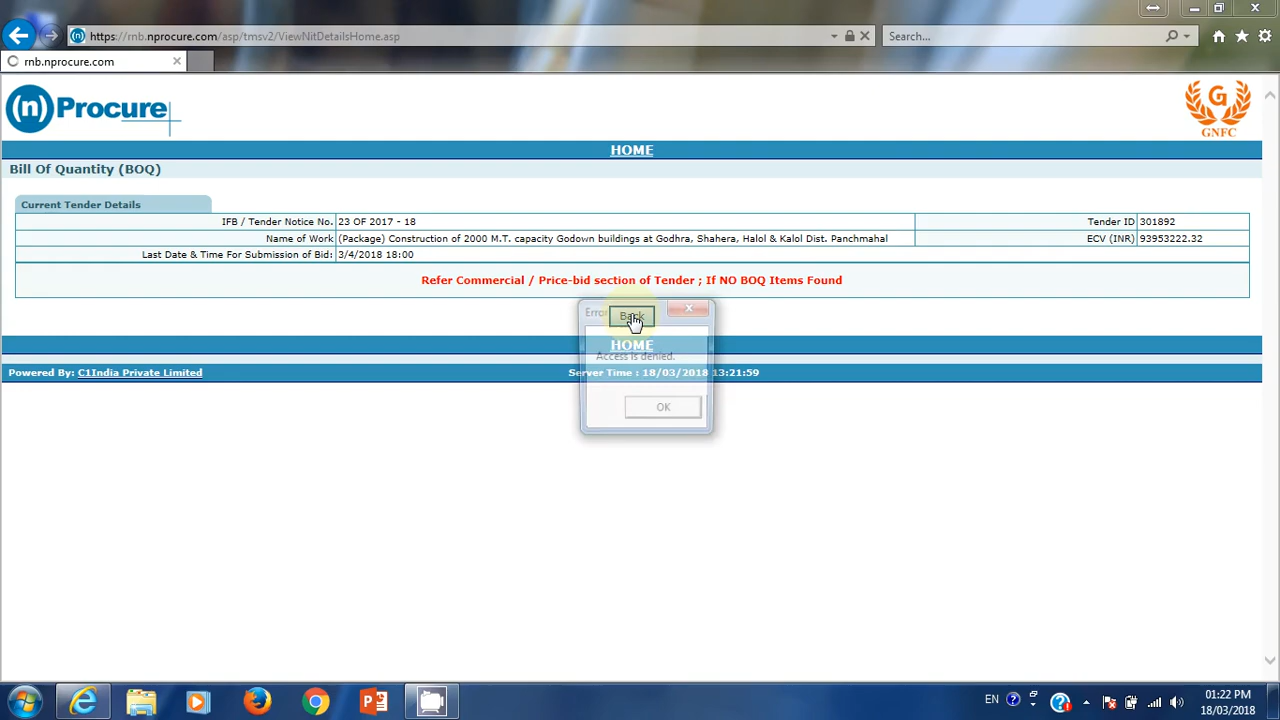 https://rnb.nprocure.com/asp/tmsv2/ViewNitDetailsHome.asp
Search...
rnb.nprocure.com
(n)Procure
G
GNFC
HOME
Bill Of Quantity (BOQ)
Current Tender Details
IFB / Tender Notice No. 23 OF 2017 - 18 Tender ID 301892
Name of Work (Package) Construction of 2000 M.T. capacity Godown buildings at Godhra, Shahera, Halol & Kalol Dist. Panchmahal ECV (INR) 93953222.32
Last Date & Time For Submission of Bid: 3/4/2018 18:00
Refer Commercial / Price-bid section of Tender ; If NO BOQ Items Found
Error
Back
HOME
Access is denied.
Powered By: C1India Private Limited Server Time : 18/03/2018 13:21:59
OK
EN
01:22 PM
18/03/2018